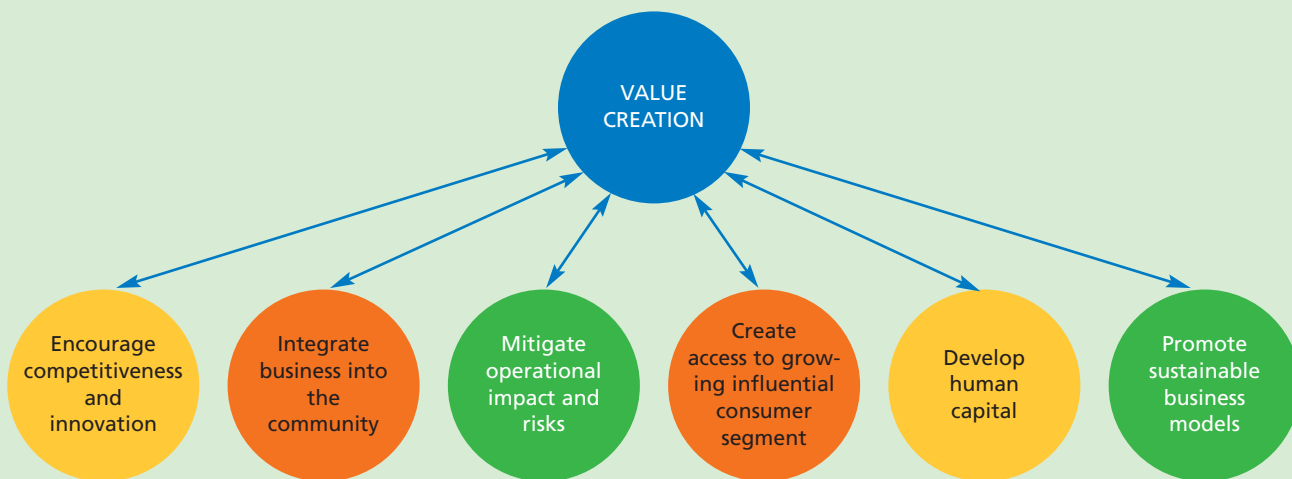 VALUE
CREATION
Encourage
competitiveness
and
innovation
Integrate
business into
the
community
Mitigate
operational
impact and
risks
Create
access to grow-
ing influential
consumer
segment
Develop
human
capital
Promote
sustainable
business
models